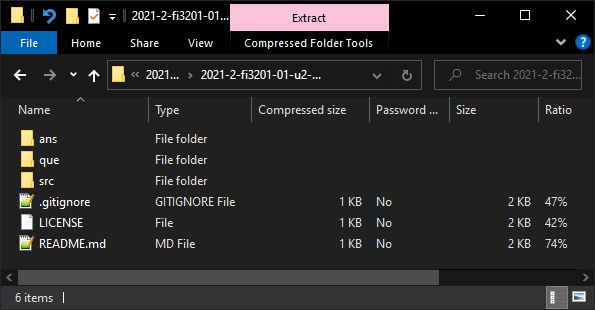 2021-2-fi3201-01... Extract
File Compressed Folder Tools
2021... 2021-2-fi3201-01-u2-... Search 2021-2-fi32...
Name Type Compressed size Password ... Size Ratio
ans File folder
que File folder
src File folder
.gitignore GITIGNORE File 1 KB No 2 KB 47%
LICENSE File 1 KB No 2 KB 42%
README.md MD File 1 KB No 2 KB 74%
6 items